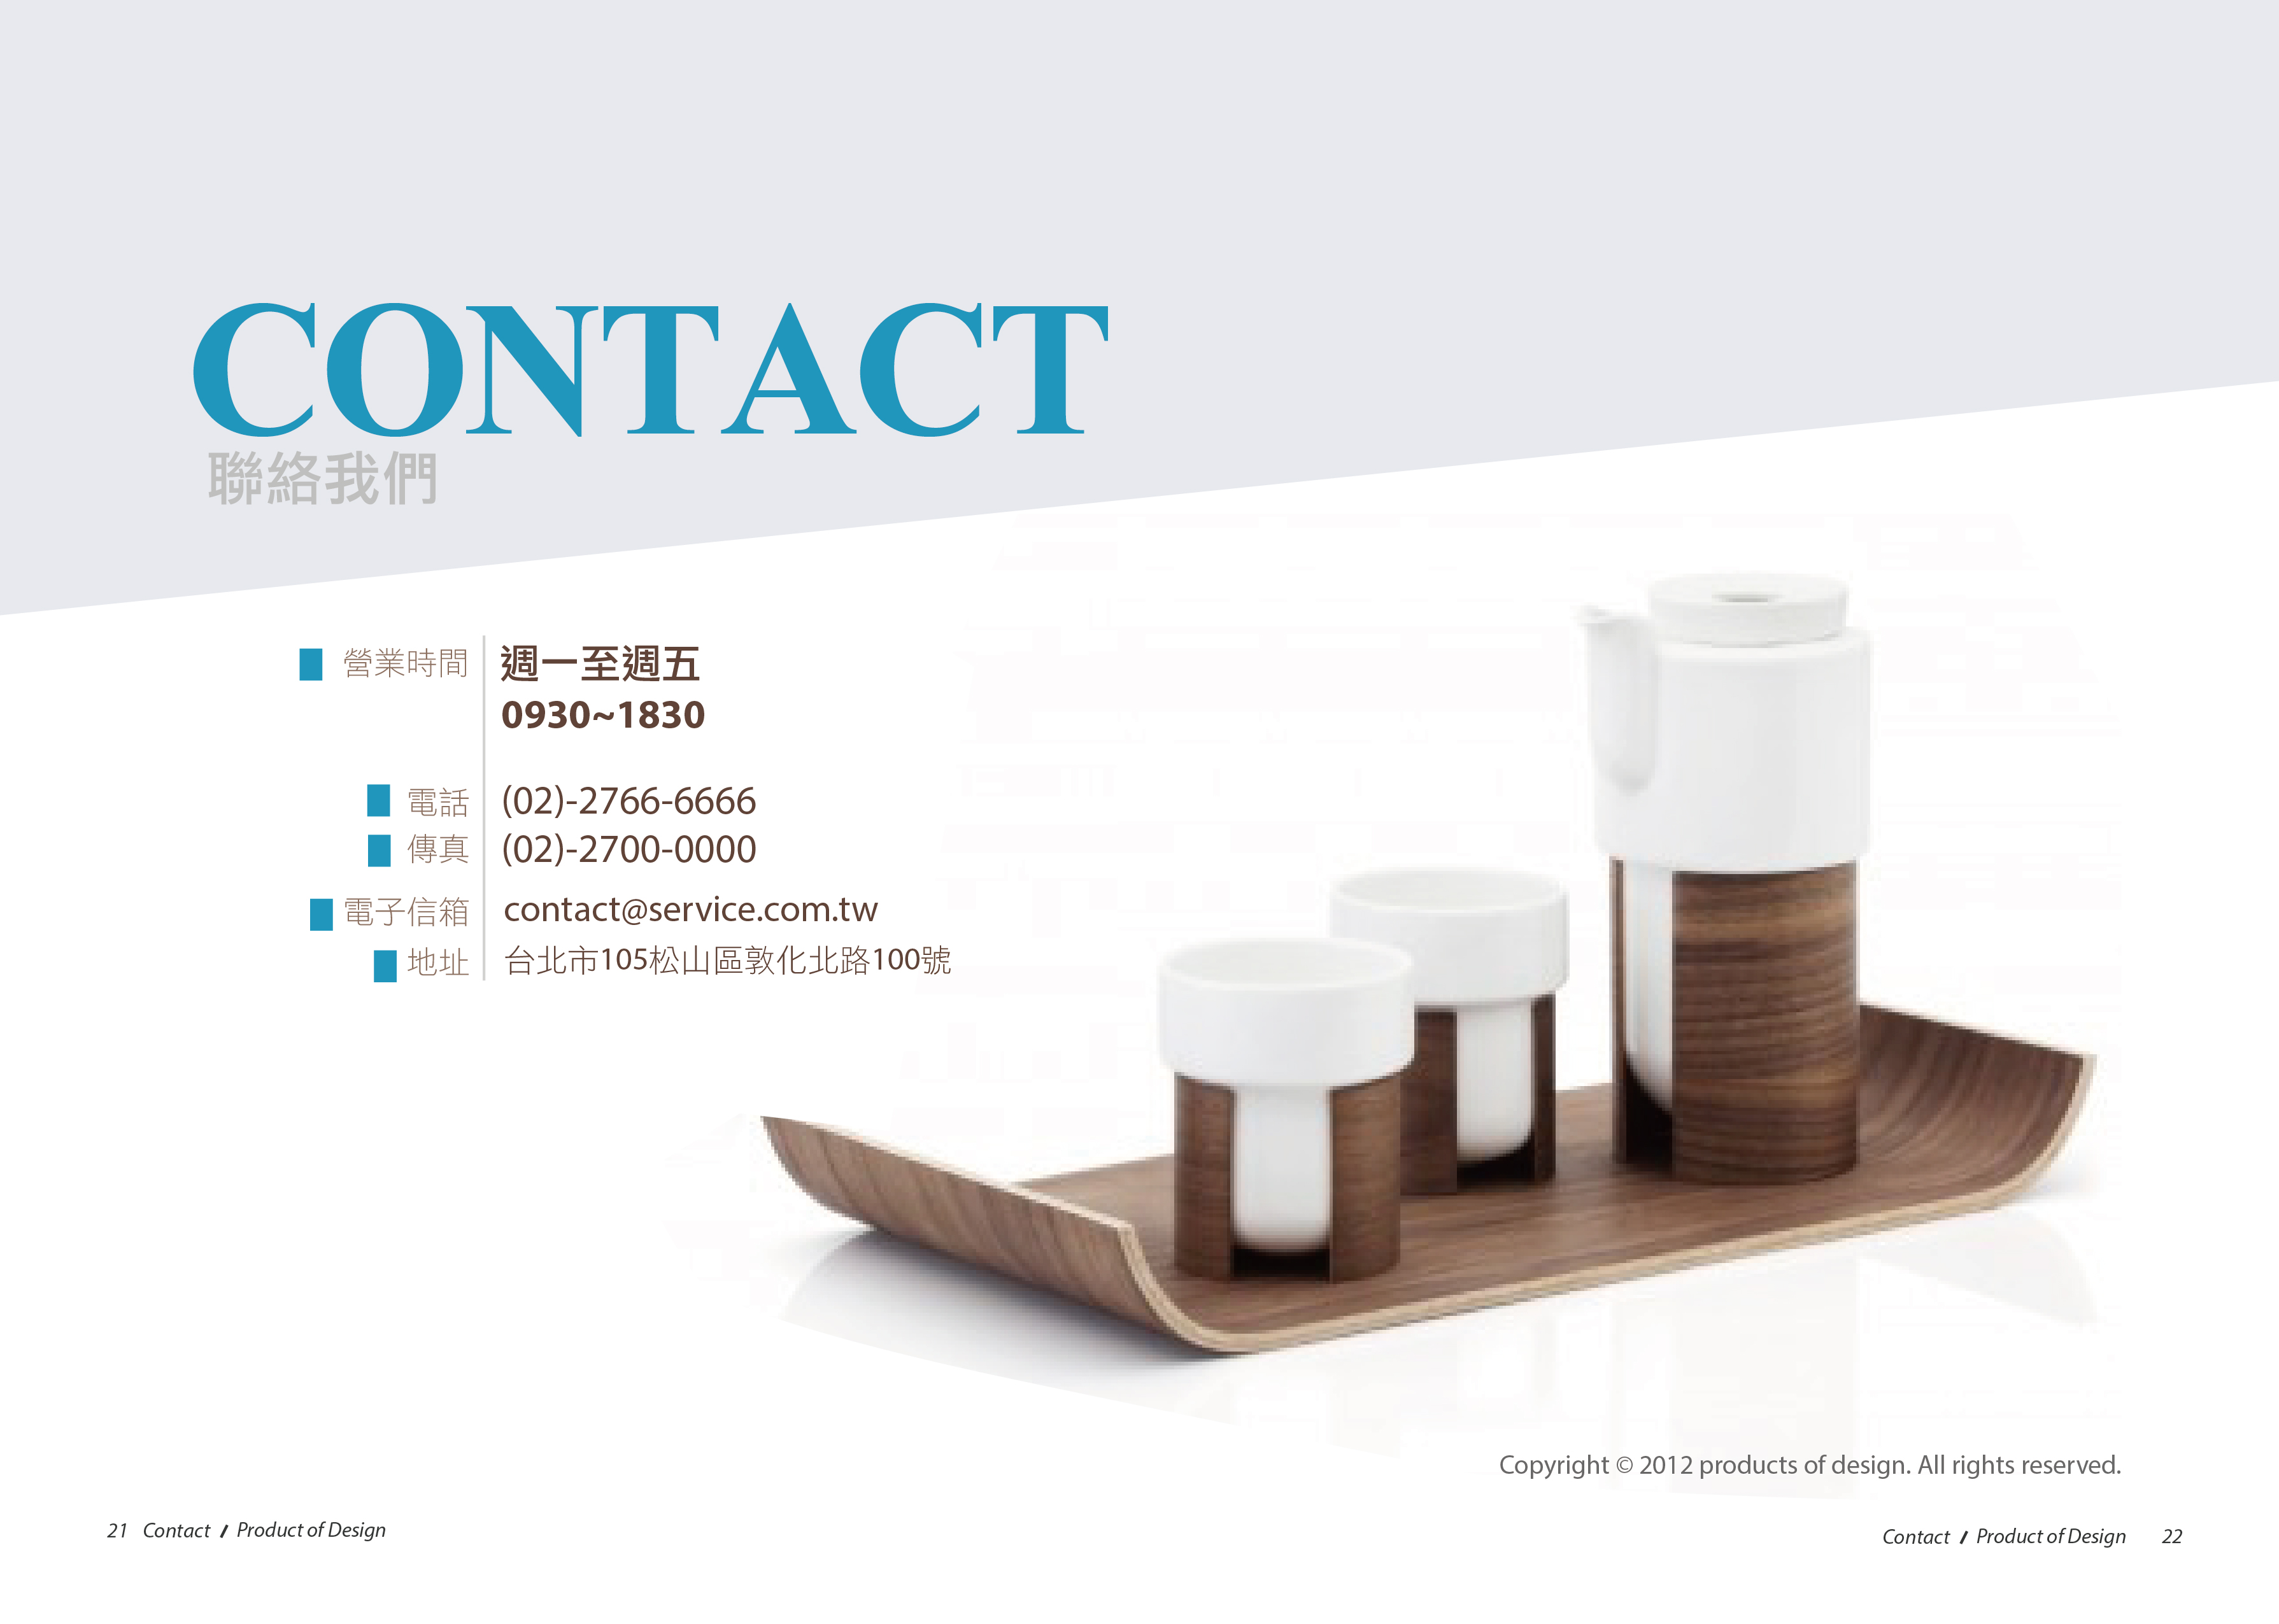 CONTACT
聯絡我們
營業時間 週一至週五
0930~1830
電話 (02)-2766-6666
傳真 (02)-2700-0000
電子信箱 contact@service.com.tw
地址 台北市105松山區敦化北路100號
Copyright © 2012 products of design. All rights reserved.
21 Contact / Product of Design
Contact / Product of Design 22